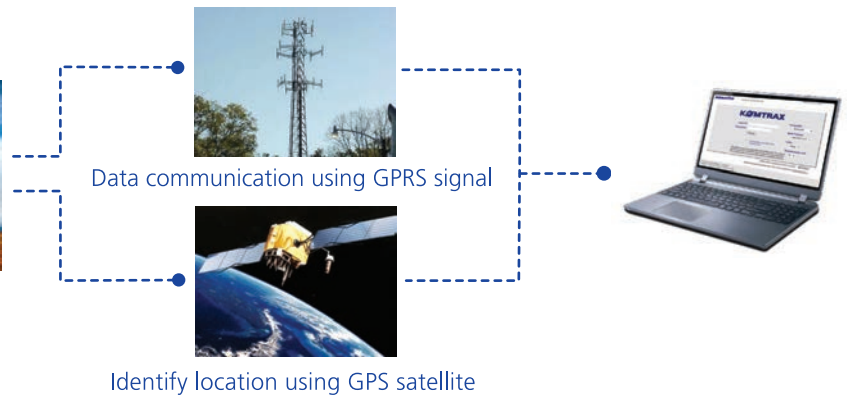 Data communication using GPRS signal
KOMTRAX
Identify location using GPS satellite